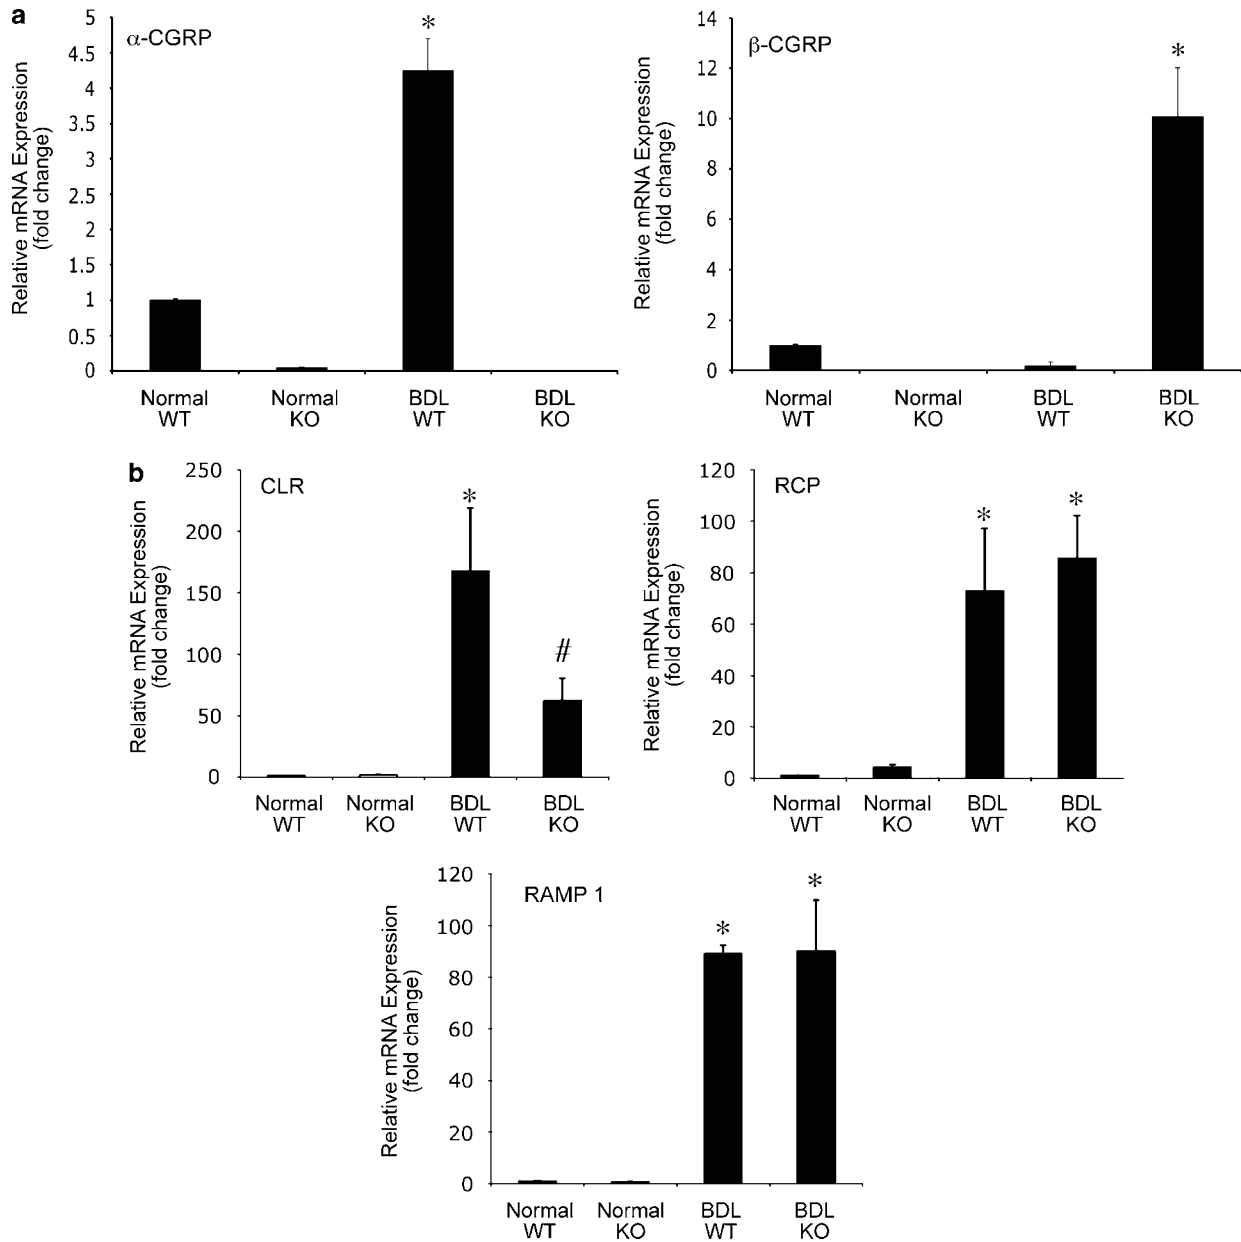 a
α-CGRP
Relative mRNA Expression
(fold change)
5
4.5
4
3.5
3
2.5
2
1.5
1
0.5
0
*
Normal
WT
Normal
KO
BDL
WT
BDL
KO
β-CGRP
Relative mRNA Expression
(fold change)
14
12
10
8
6
4
2
0
*
Normal
WT
Normal
KO
BDL
WT
BDL
KO
b
CLR
Relative mRNA Expression
(fold change)
250
200
150
100
50
0
*
#
Normal
WT
Normal
KO
BDL
WT
BDL
KO
RCP
Relative mRNA Expression
(fold change)
120
100
80
60
40
20
0
*
*
Normal
WT
Normal
KO
BDL
WT
BDL
KO
RAMP 1
Relative mRNA Expression
(fold change)
120
100
80
60
40
20
0
*
*
Normal
WT
Normal
KO
BDL
WT
BDL
KO